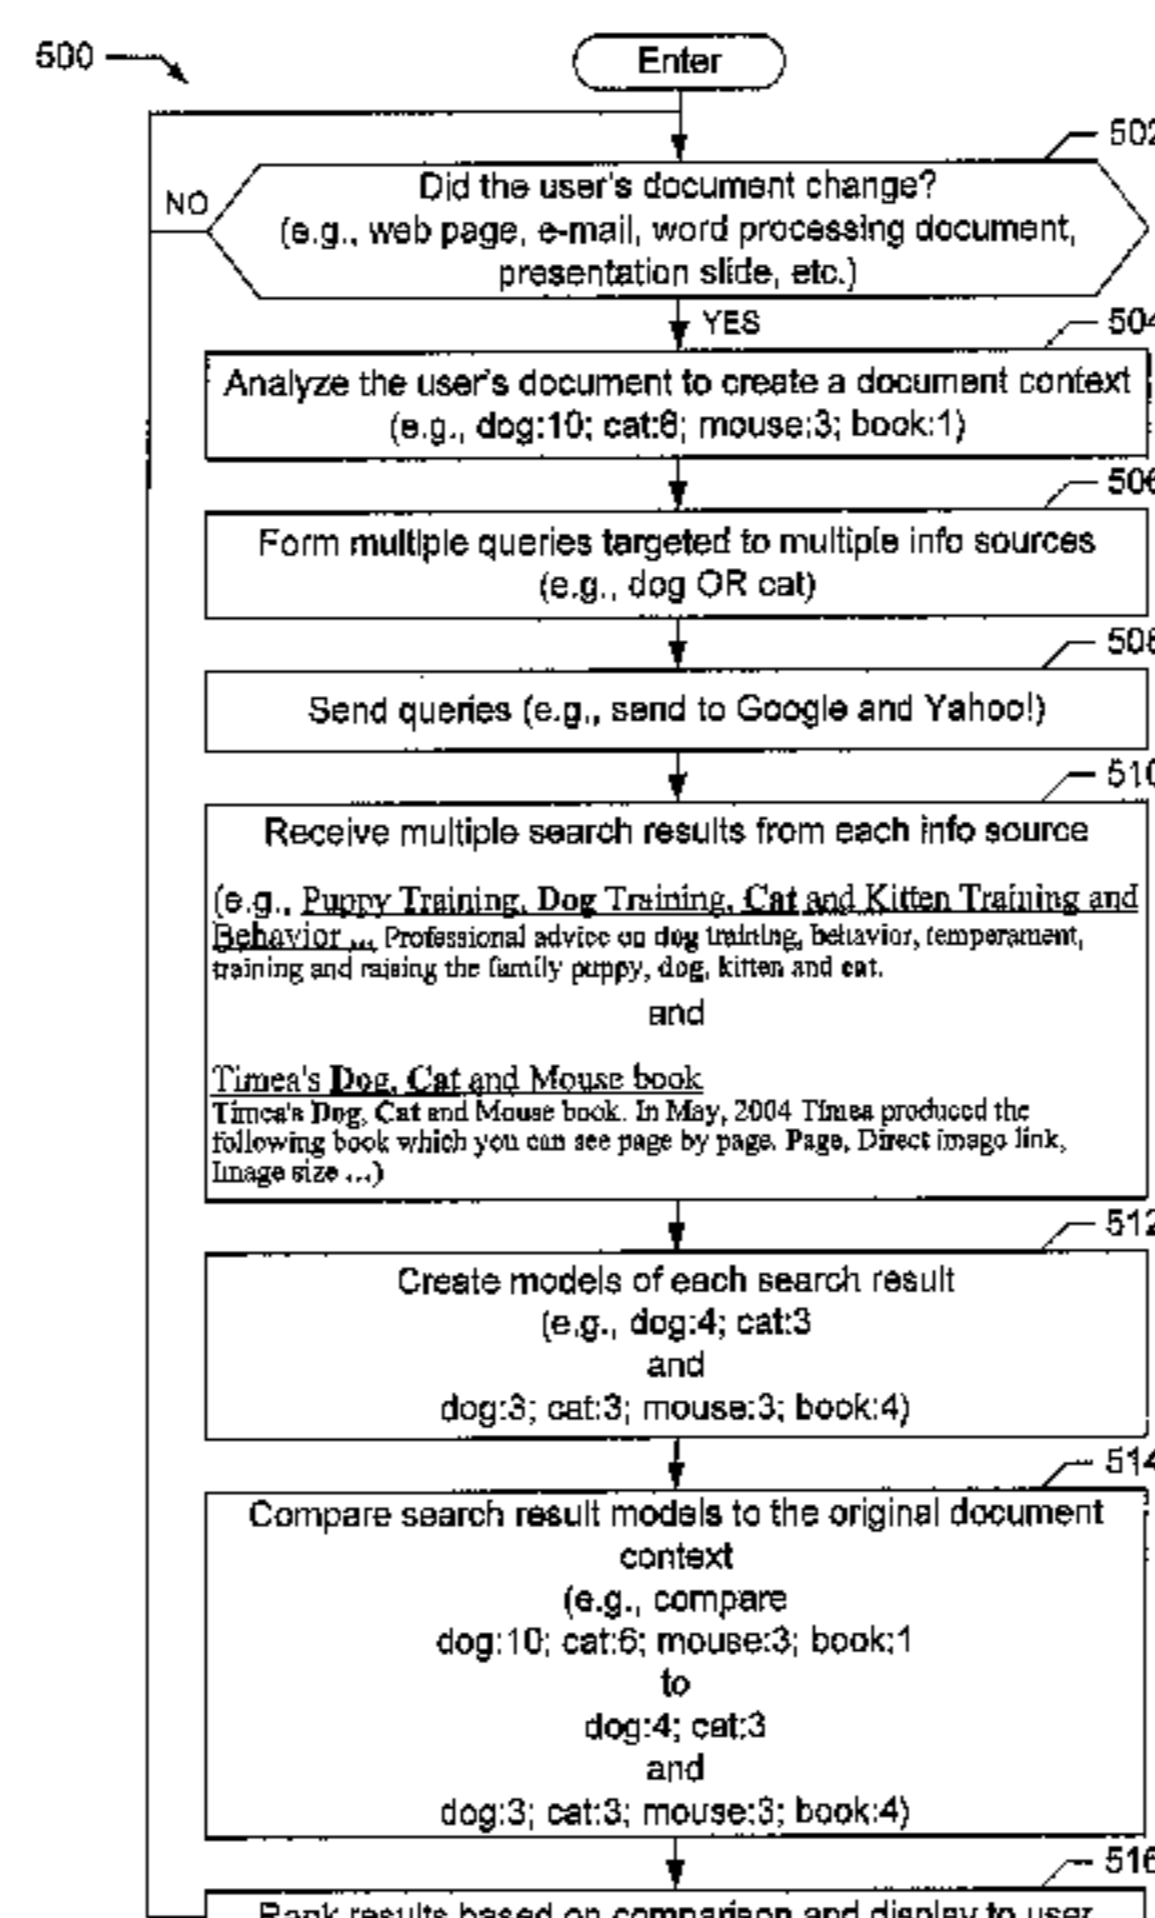 500
Enter
502
NO
Did the user's document change?
(e.g., web page, e-mail, word processing document,
presentation slide, etc.)
YES
504
Analyze the user's document to create a document context
(e.g., dog:10; cat:6; mouse:3; book:1)
506
Form multiple queries targeted to multiple info sources
(e.g., dog OR cat)
508
Send queries (e.g., send to Google and Yahoo!)
510
Receive multiple search results from each info source
(e.g., Puppy Training, Dog Training, Cat and Kitten Training and
Behavior ... Professional advice on dog training, behavior, temperament,
training and raising the family puppy, dog, kitten and cat.
and
Timea's Dog, Cat and Mouse book
Timea's Dog, Cat and Mouse book. In May, 2004 Timea produced the
following book which you can see page by page. Page, Direct image link,
Image size ...)
512
Create models of each search result
(e.g., dog:4; cat:3
and
dog:3; cat:3; mouse:3; book:4)
514
Compare search result models to the original document
context
(e.g., compare
dog:10; cat:6; mouse:3; book:1
to
dog:4; cat:3
and
dog:3; cat:3; mouse:3; book:4)
516
Rank results based on comparison and display to user